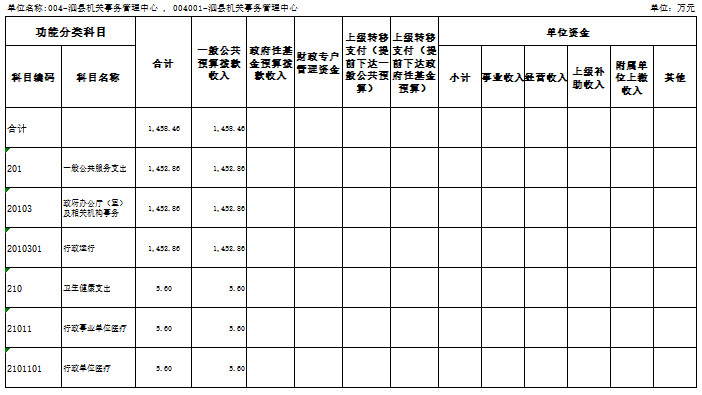 单位名称:004-泗县机关事务管理中心 , 004001-泗县机关事务管理中心 单位: 万元
功能分类科目 合计 一般公共预算拨款收入 政府性基金预算拨款收入 财政专户管理资金 上级转移支付（提前下达一般公共预算） 上级转移支付（提前下达政府性基金预算） 单位资金
科目编码 科目名称 小计 事业收入 经营收入 上级补助收入 附属单位上缴收入 其他
合计 1,458.46 1,458.46
201 一般公共服务支出 1,452.86 1,452.86
20103 政府办公厅（室）及相关机构事务 1,452.86 1,452.86
2010301 行政运行 1,452.86 1,452.86
210 卫生健康支出 5.60 5.60
21011 行政事业单位医疗 5.60 5.60
2101101 行政单位医疗 5.60 5.60